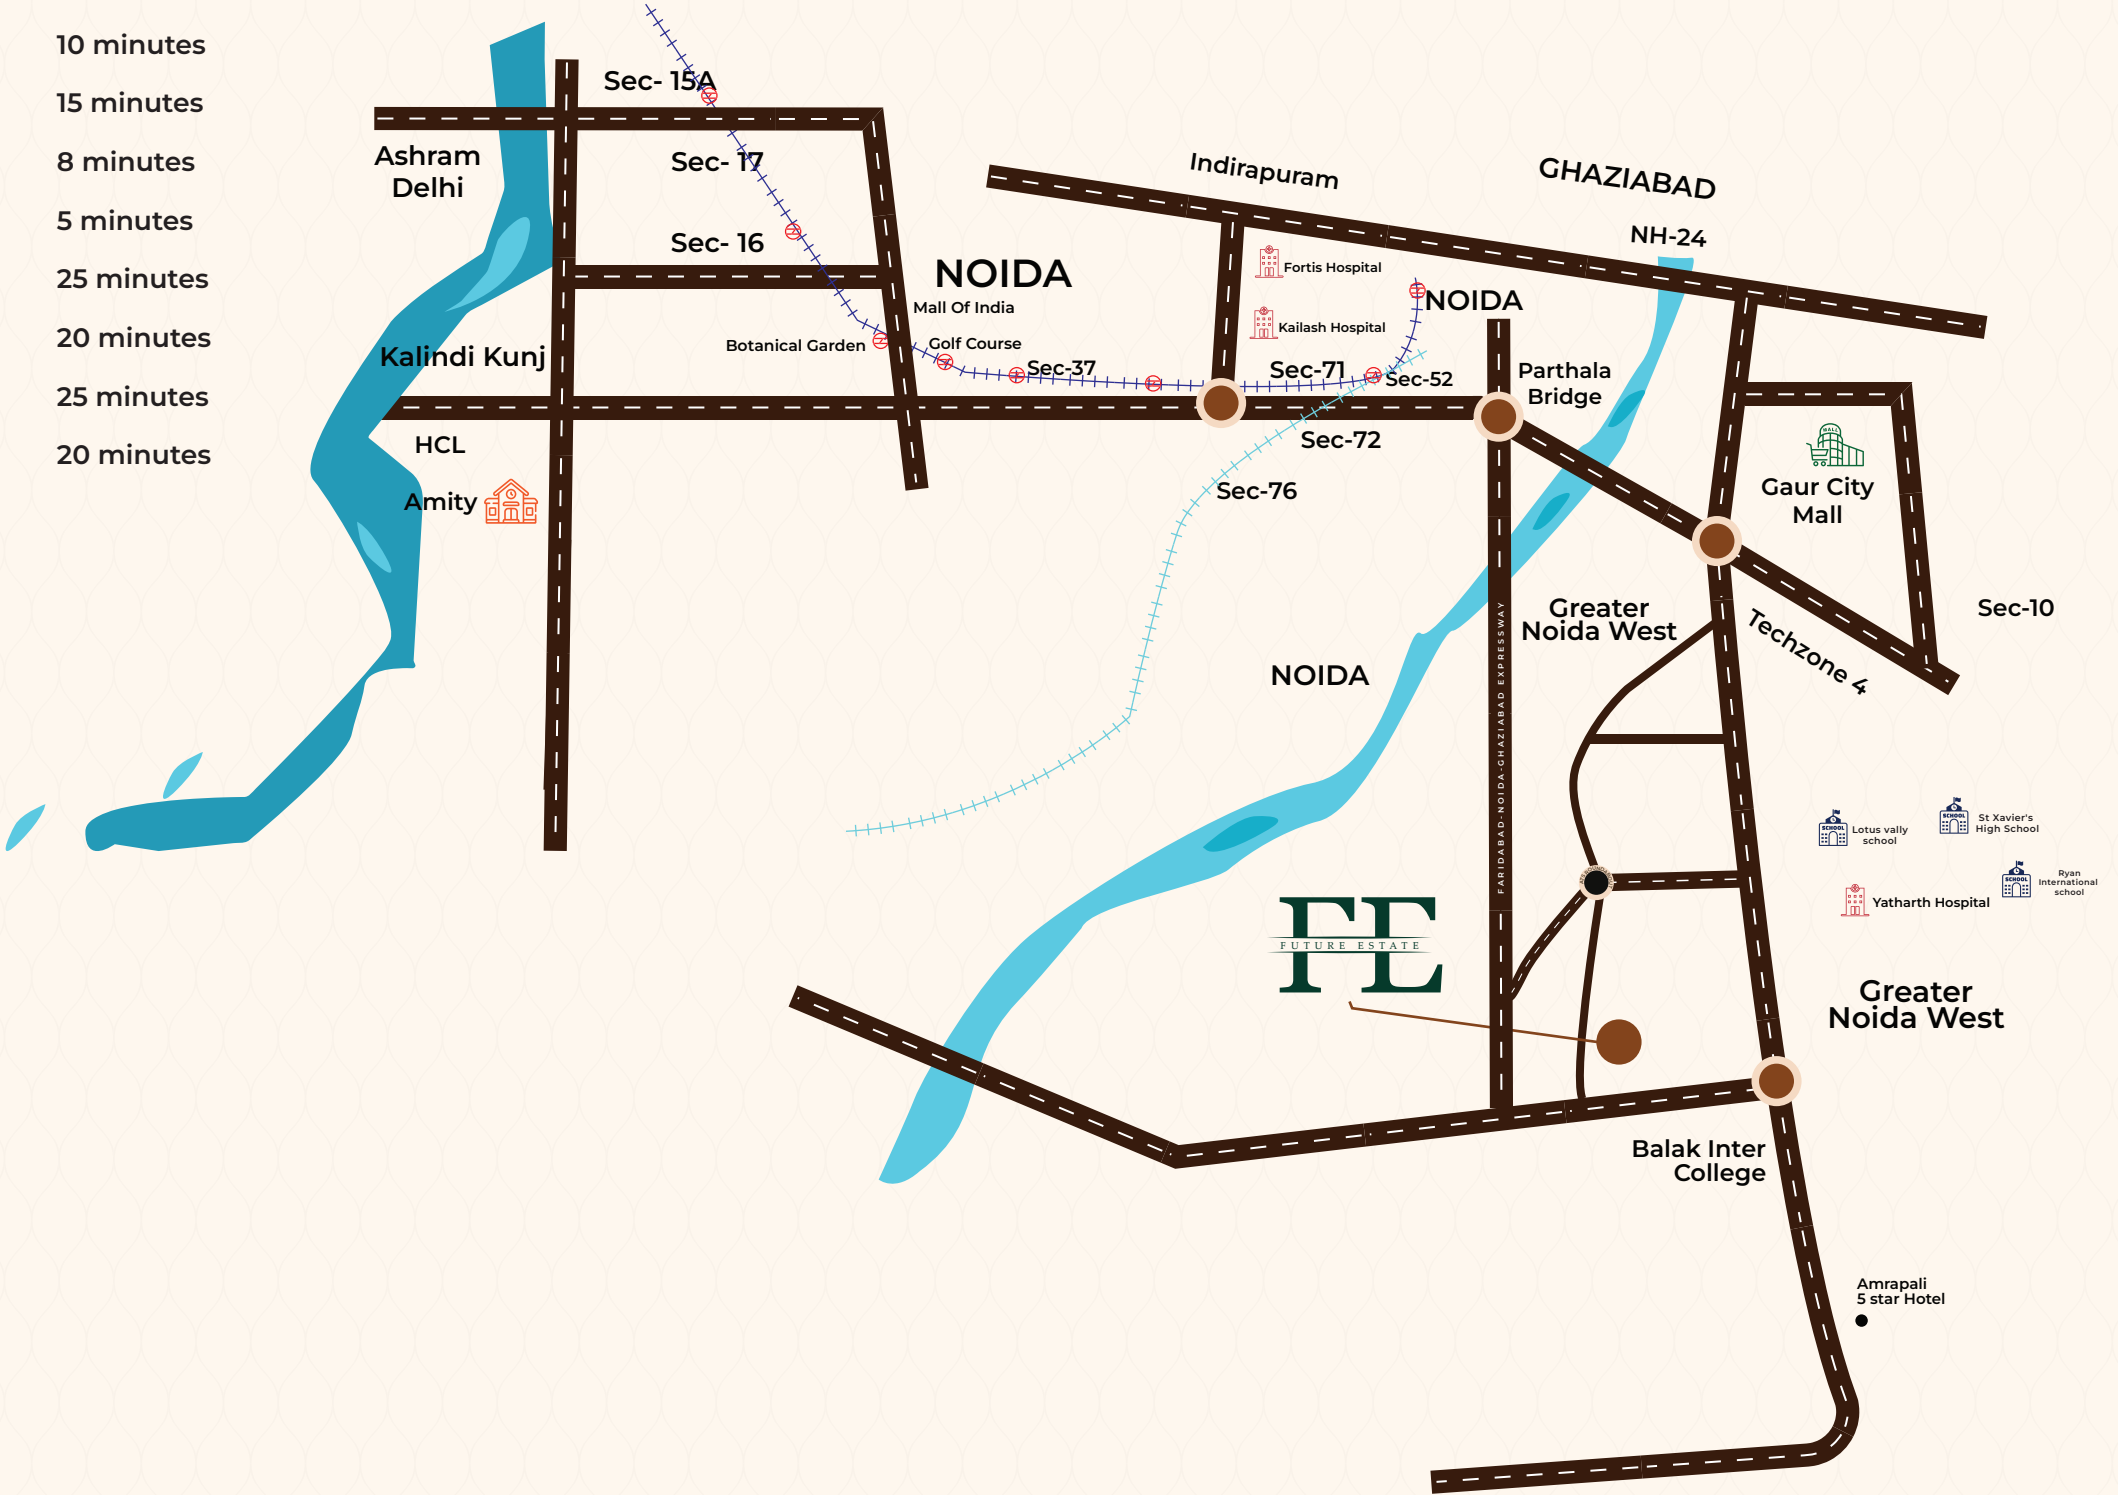 10 minutes
15 minutes
8 minutes
5 minutes
25 minutes
20 minutes
25 minutes
20 minutes
Sec- 15A
Ashram
Delhi
Sec- 17
Sec- 16
Kalindi Kunj
HCL
Amity
NOIDA
Mall Of India
Botanical Garden
Golf Course
Sec-37
Indirapuram
GHAZIABAD
NH-24
Fortis Hospital
Kailash Hospital
NOIDA
Sec-71
Sec-52
Sec-72
Sec-76
Parthala
Bridge
MALL
Gaur City
Mall
Greater
Noida West
Techzone 4
Sec-10
NOIDA
FARIDABAD-NOIDA-GHAZIABAD EXPRESSWAY
SCHOOL
Lotus vally
school
SCHOOL
St Xavier's
High School
SCHOOL
Ryan
International
school
Yatharth Hospital
FE
FUTURE ESTATE
Greater
Noida West
Balak Inter
College
Amrapali
5 star Hotel